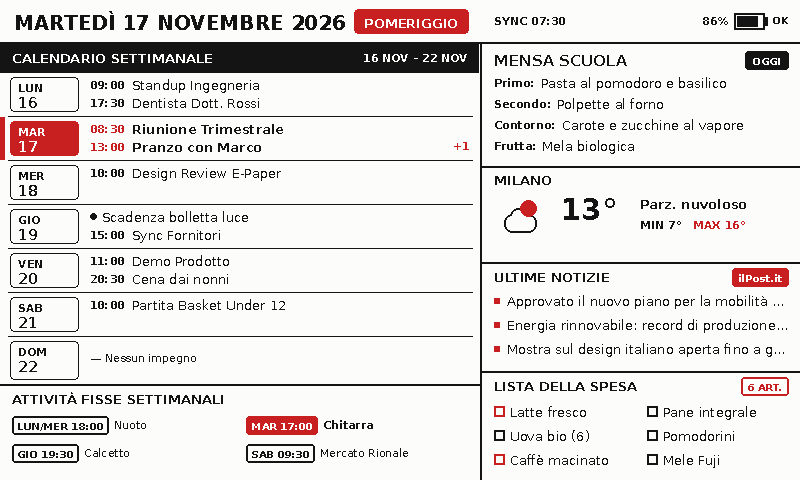 MARTEDÌ 17 NOVEMBRE 2026 POMERIGGIO SYNC 07:30 86% OK
CALENDARIO SETTIMANALE 16 NOV - 22 NOV
LUN 16
09:00 Standup Ingegneria
17:30 Dentista Dott. Rossi
MAR 17
08:30 Riunione Trimestrale
13:00 Pranzo con Marco +1
MER 18
10:00 Design Review E-Paper
GIO 19
● Scadenza bolletta luce
15:00 Sync Fornitori
VEN 20
11:00 Demo Prodotto
20:30 Cena dai nonni
SAB 21
10:00 Partita Basket Under 12
DOM 22
— Nessun impegno
ATTIVITÀ FISSE SETTIMANALI
LUN/MER 18:00 Nuoto MAR 17:00 Chitarra
GIO 19:30 Calcetto SAB 09:30 Mercato Rionale
MENSA SCUOLA OGGI
Primo: Pasta al pomodoro e basilico
Secondo: Polpette al forno
Contorno: Carote e zucchine al vapore
Frutta: Mela biologica
MILANO
13° Parz. nuvoloso
MIN 7° MAX 16°
ULTIME NOTIZIE ilPost.it
Approvato il nuovo piano per la mobilità ...
Energia rinnovabile: record di produzione...
Mostra sul design italiano aperta fino a g...
LISTA DELLA SPESA 6 ART.
Latte fresco Pane integrale
Uova bio (6) Pomodorini
Caffè macinato Mele Fuji